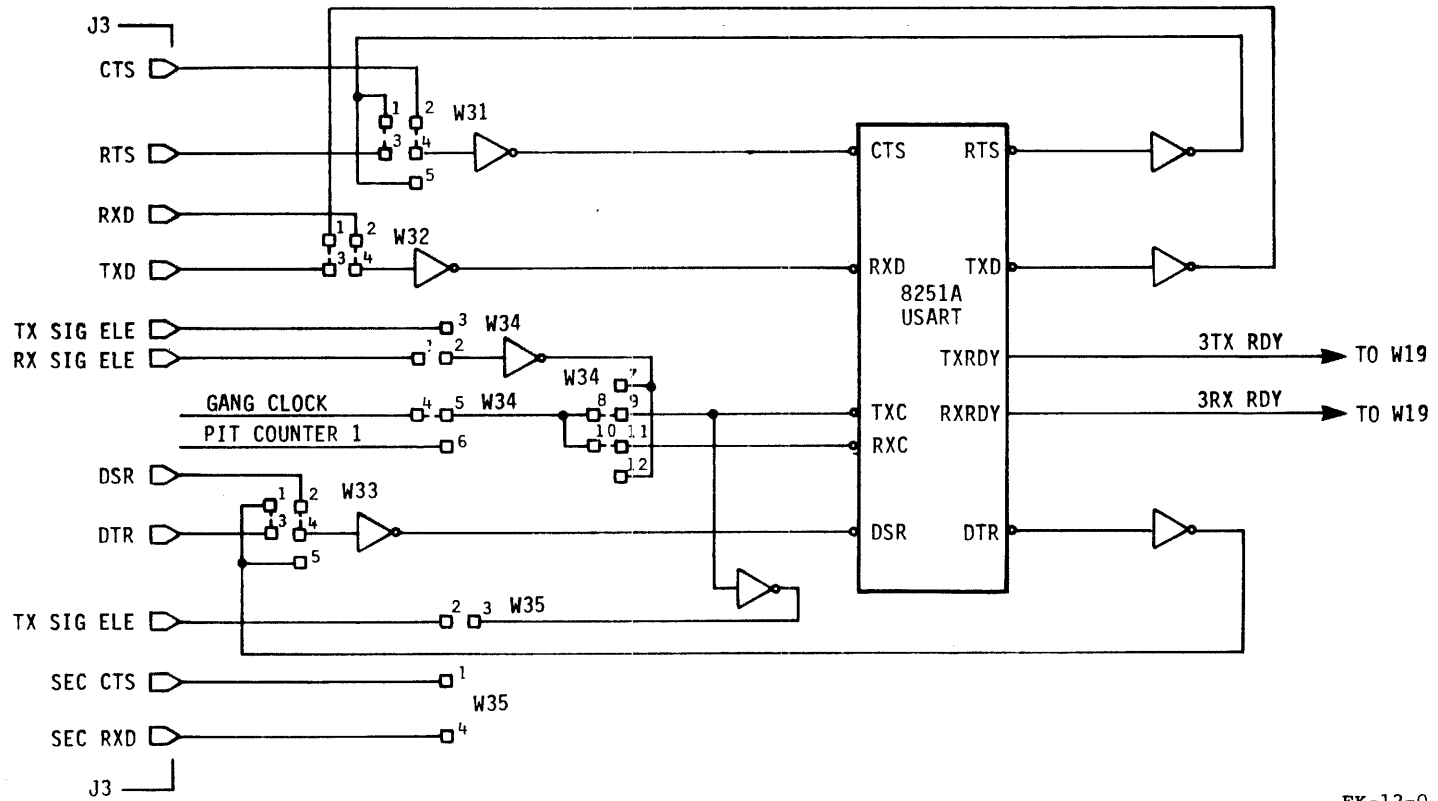 J3
CTS
1 2 W31
RTS
3 4
5
CTS RTS
RXD
1 2 W32
TXD
3 4
RXD TXD
8251A
USART
TX SIG ELE
3 W34
RX SIG ELE
1 2
TXRDY 3TX RDY TO W19
W34 7
GANG CLOCK
4 5 W34 8 9
TXC RXRDY 3RX RDY TO W19
PIT COUNTER 1
6 10 11
RXC
12
DSR
1 2 W33
DTR
3 4
5
DSR DTR
TX SIG ELE
2 3 W35
SEC CTS
1
W35
SEC RXD
4
J3